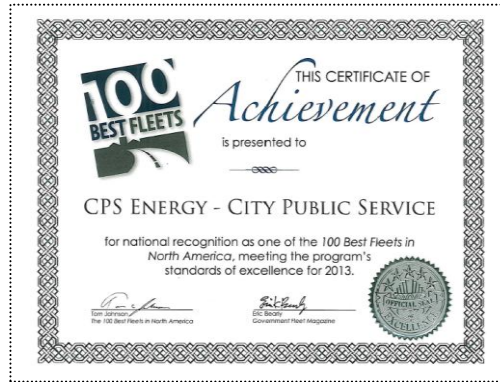 100
BEST FLEETS
THIS CERTIFICATE OF
Achievement
is presented to
CPS ENERGY - CITY PUBLIC SERVICE
for national recognition as one of the 100 Best Fleets in
North America, meeting the program's
standards of excellence for 2013.
Tom Johnson
The 100 Best Fleets in North America
Eric Bearly
Government Fleet Magazine
OFFICIAL SEAL
EXCELLENCE